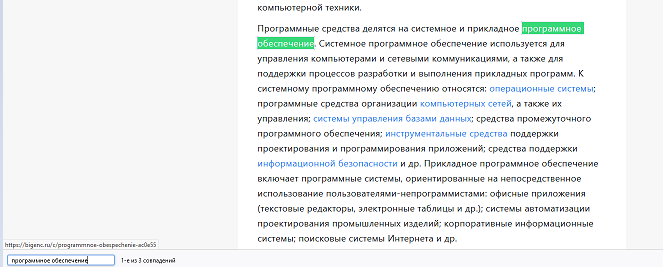 компьютерной техники.
Программные средства делятся на системное и прикладное программное
обеспечение. Системное программное обеспечение используется для
управления компьютерами и сетевыми коммуникациями, а также для
поддержки процессов разработки и выполнения прикладных программ. К
системному программному обеспечению относятся: операционные системы;
программные средства организации компьютерных сетей, а также их
управления; системы управления базами данных; средства промежуточного
программного обеспечения; инструментальные средства поддержки
проектирования и программирования приложений; средства поддержки
информационной безопасности и др. Прикладное программное обеспечение
включает программные системы, ориентированные на непосредственное
использование пользователями-непрограммистами: офисные приложения
(текстовые редакторы, электронные таблицы и др.); системы автоматизации
проектирования промышленных изделий; корпоративные информационные
системы; поисковые системы Интернета и др.
https://bigenc.ru/c/programmnoe-obespechenie-ac0e55
программное обеспечение 1-е из 3 совпадений